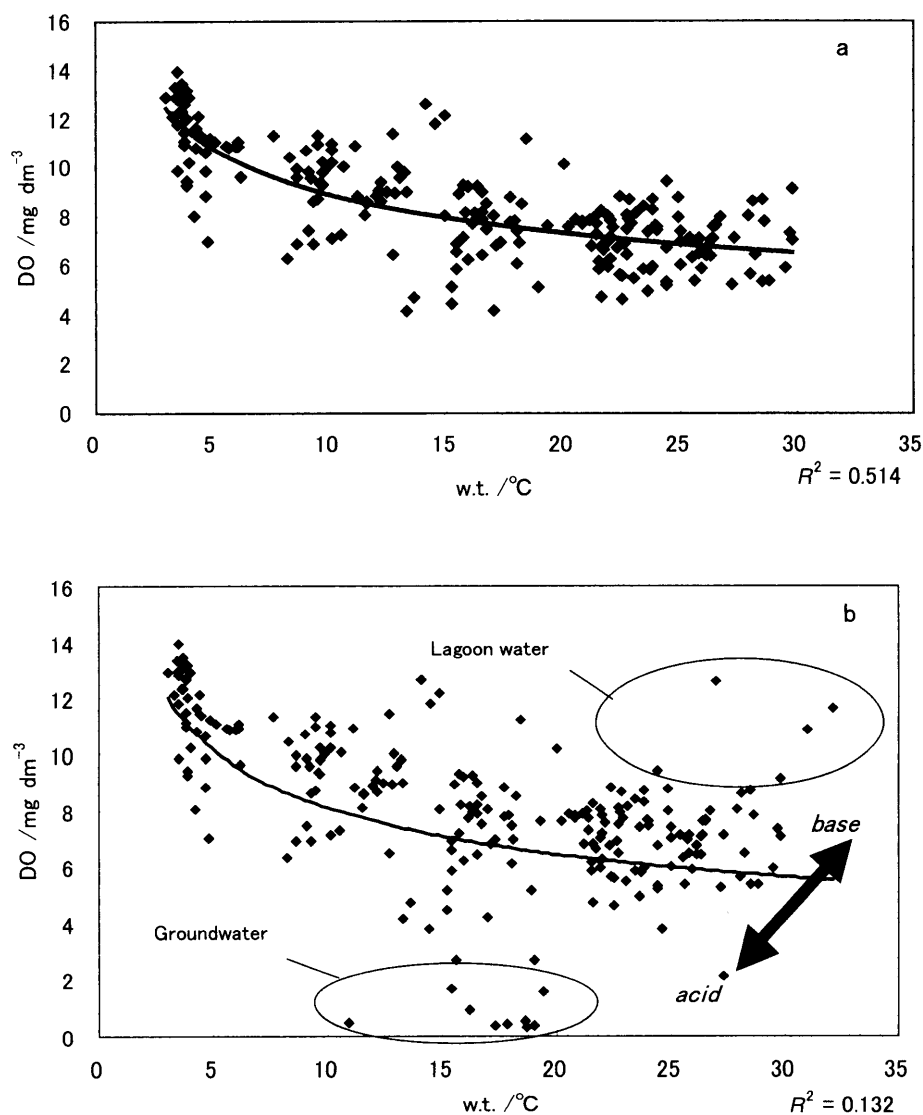 16
a
14
12
10
8
6
4
2
0
DO /mg dm⁻³
0 5 10 15 20 25 30 35
w.t. /°C
R² = 0.514
16
b
14
Lagoon water
12
10
8
base
6
4
Groundwater
2
acid
0
DO /mg dm⁻³
0 5 10 15 20 25 30 35
w.t. /°C
R² = 0.132